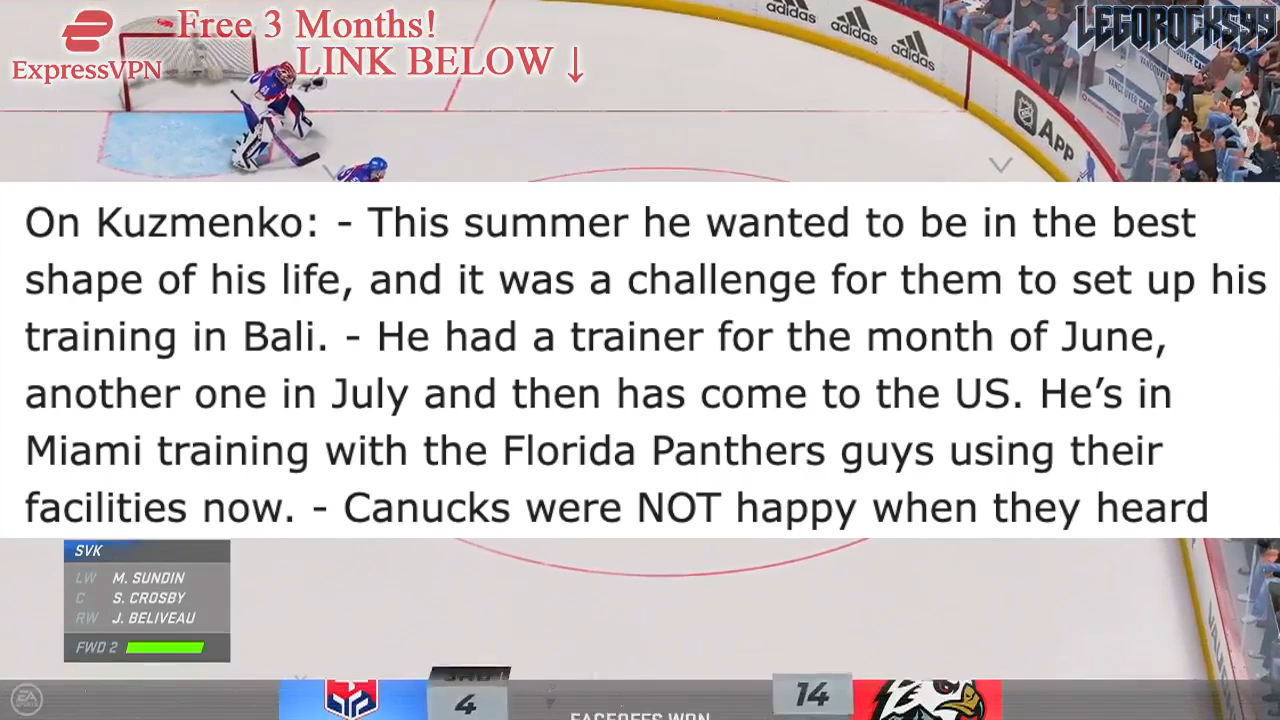 Free 3 Months!
ExpressVPN
LINK BELOW ↓
adidas
adidas
adidas
LEGOROCKS99
APP
On Kuzmenko: - This summer he wanted to be in the best
shape of his life, and it was a challenge for them to set up his
training in Bali. - He had a trainer for the month of June,
another one in July and then has come to the US. He’s in
Miami training with the Florida Panthers guys using their
facilities now. - Canucks were NOT happy when they heard
SVK
LW M. SUNDIN
C S. CROSBY
RW J. BELIVEAU
FWD 2
4
14
FACEOFFS WON